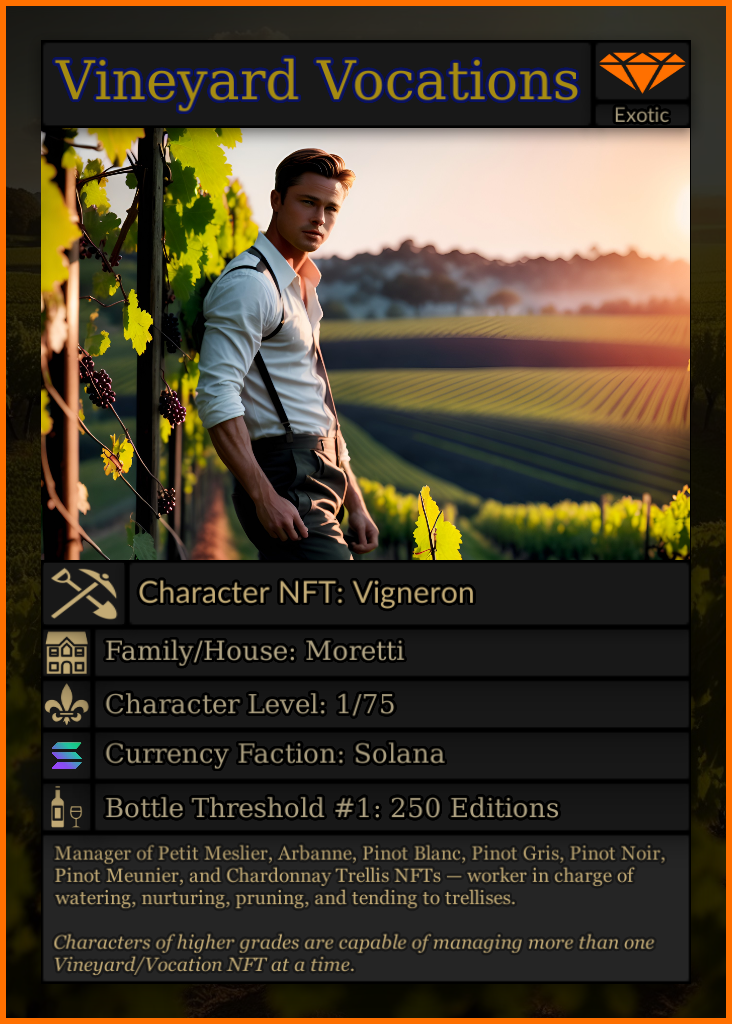 Vineyard Vocations
Exotic
Character NFT: Vigneron
Family/House: Moretti
Character Level: 1/75
Currency Faction: Solana
Bottle Threshold #1: 250 Editions
Manager of Petit Meslier, Arbanne, Pinot Blanc, Pinot Gris, Pinot Noir,
Pinot Meunier, and Chardonnay Trellis NFTs — worker in charge of
watering, nurturing, pruning, and tending to trellises.
Characters of higher grades are capable of managing more than one
Vineyard/Vocation NFT at a time.